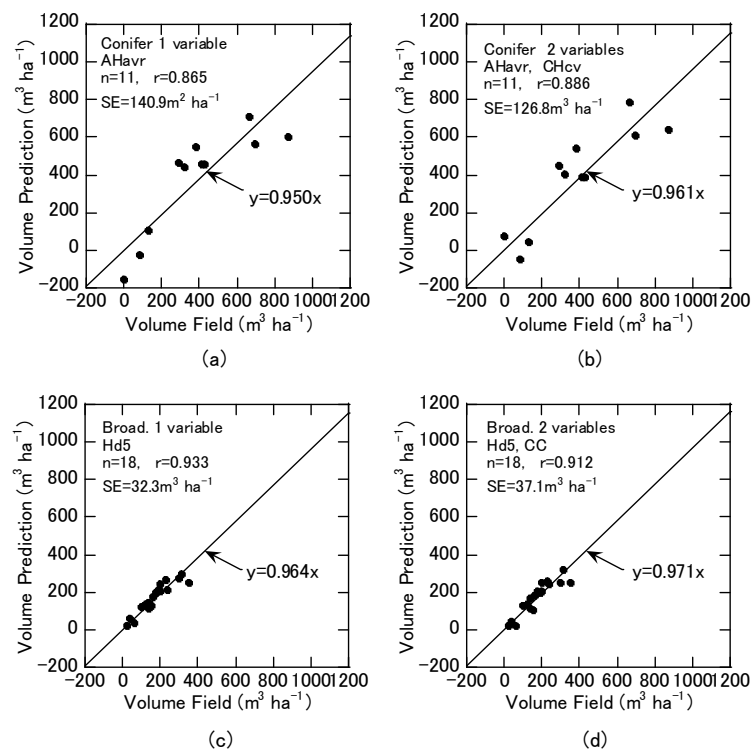 1200
1000
800
600
400
200
0
−200
Volume Prediction (m³ ha⁻¹)
Conifer 1 variable
AHavr
n=11, r=0.865
SE=140.9m² ha⁻¹
y=0.950x
−200 0 200 400 600 800 1000 1200
Volume Field (m³ ha⁻¹)
(a)
1200
1000
800
600
400
200
0
−200
Volume Prediction (m³ ha⁻¹)
Conifer 2 variables
AHavr, CHcv
n=11, r=0.886
SE=126.8m³ ha⁻¹
y=0.961x
−200 0 200 400 600 800 1000 1200
Volume Field (m³ ha⁻¹)
(b)
1200
1000
800
600
400
200
0
−200
Volume Prediction (m³ ha⁻¹)
Broad. 1 variable
Hd5
n=18, r=0.933
SE=32.3m³ ha⁻¹
y=0.964x
−200 0 200 400 600 800 1000 1200
Volume Field (m³ ha⁻¹)
(c)
1200
1000
800
600
400
200
0
−200
Volume Prediction (m³ ha⁻¹)
Broad. 2 variables
Hd5, CC
n=18, r=0.912
SE=37.1m³ ha⁻¹
y=0.971x
−200 0 200 400 600 800 1000 1200
Volume Field (m³ ha⁻¹)
(d)